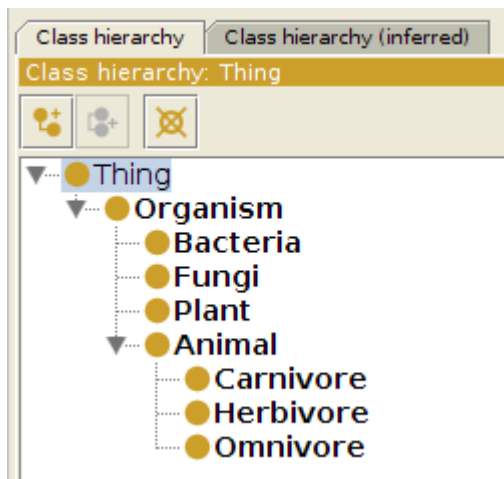 Class hierarchy Class hierarchy (inferred)
Class hierarchy: Thing
Thing
Organism
Bacteria
Fungi
Plant
Animal
Carnivore
Herbivore
Omnivore